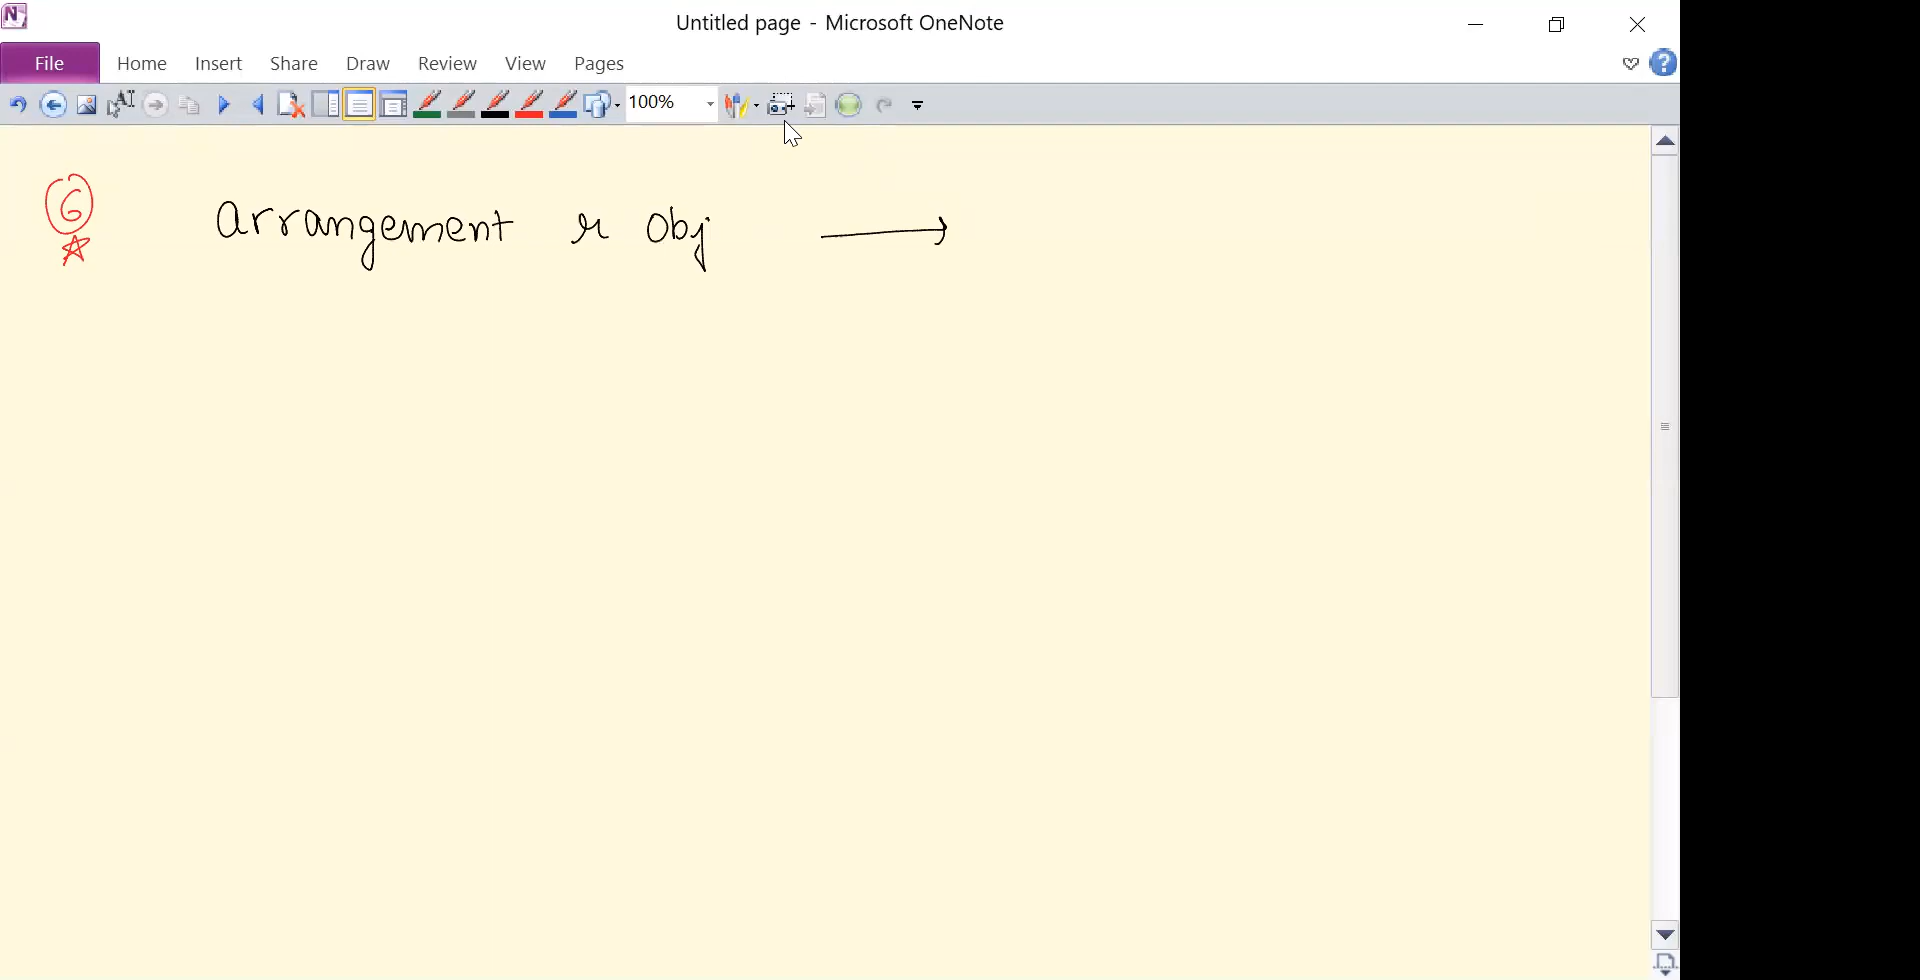 Untitled page - Microsoft OneNote
File Home Insert Share Draw Review View Pages
100%
6 arrangement r obj →